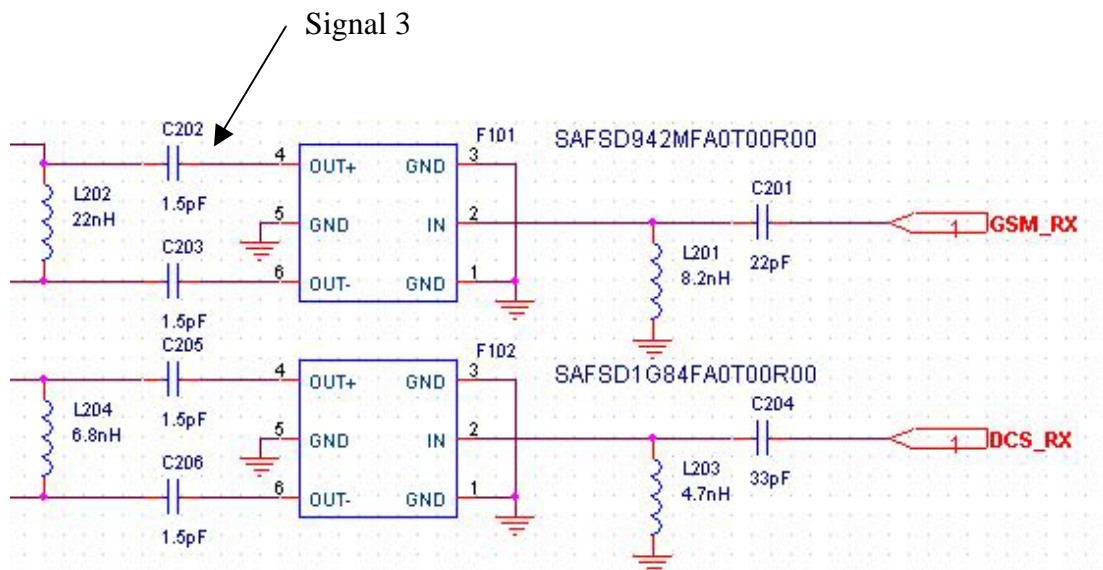 Signal 3
C202
1.5pF
L202
22nH
C203
1.5pF
4
OUT+
GND
3
5
GND
IN
2
6
OUT-
GND
1
F101
SAFSD942MFA0T00R00
C201
22pF
L201
8.2nH
1
GSM_RX
C205
1.5pF
L204
6.8nH
C206
1.5pF
4
OUT+
GND
3
5
GND
IN
2
6
OUT-
GND
1
F102
SAFSD1G84FA0T00R00
C204
33pF
L203
4.7nH
1
DCS_RX